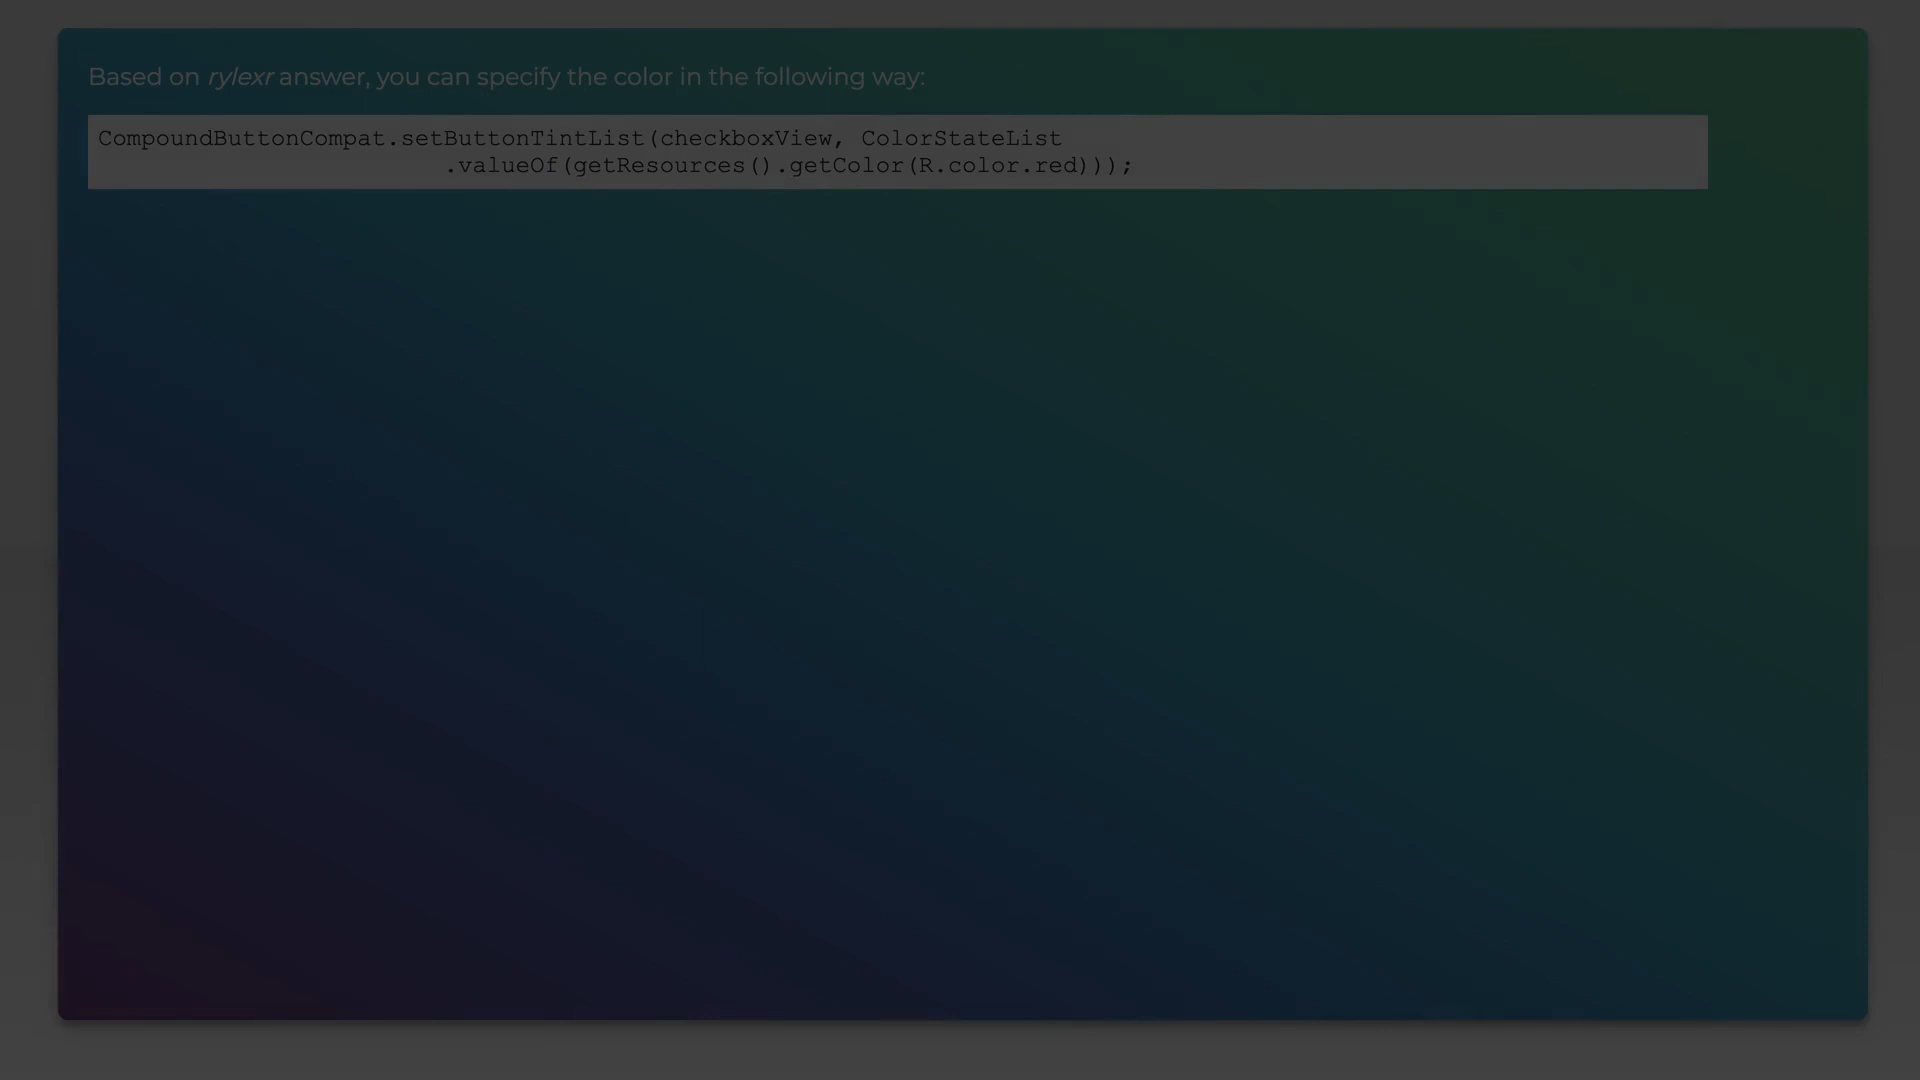 Based on rylexr answer, you can specify the color in the following way:
CompoundButtonCompat.setButtonTintList(checkboxView, ColorStateList
                        .valueOf(getResources().getColor(R.color.red)));